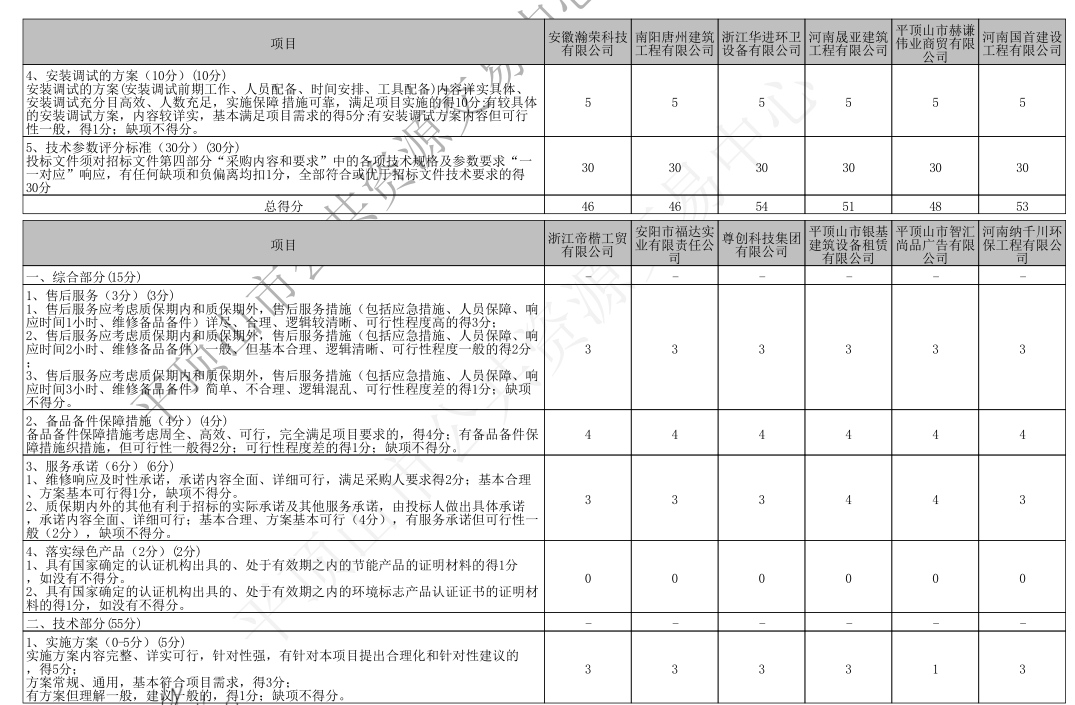 项目 安徽瀚荣科技有限公司 南阳唐州建筑工程有限公司 浙江华进环卫设备有限公司 河南晟亚建筑工程有限公司 平顶山市赫谦伟业商贸有限公司 河南国首建设工程有限公司
4、安装调试的方案（10分）(10分)
安装调试的方案(安装调试前期工作、人员配备、时间安排、工具配备)内容详实具体、
安装调试充分且高效、人数充足，实施保障措施可靠，满足项目实施的得10分;有较具体
的安装调试方案，内容较详实，基本满足项目需求的得5分;有安装调试方案内容但可行
性一般，得1分；缺项不得分。
5 5 5 5 5 5
5、技术参数评分标准（30分）(30分)
投标文件须对招标文件第四部分“采购内容和要求”中的各项技术规格及参数要求“一
一对应”响应，有任何缺项和负偏离均扣1分，全部符合或优于招标文件技术要求的得
30分
30 30 30 30 30 30
总得分 46 46 54 51 48 53
项目 浙江帝楷工贸有限公司 安阳市福达实业有限责任公司 尊创科技集团有限公司 平顶山市银基建筑设备租赁有限公司 平顶山市智汇尚品广告有限公司 河南纳千川环保工程有限公司
一、综合部分(15分) － － － － － －
1、售后服务（3分）(3分)
1、售后服务应考虑质保期内和质保期外，售后服务措施（包括应急措施、人员保障、响
应时间1小时、维修备品备件）详尽、合理、逻辑较清晰、可行性程度高的得3分；
2、售后服务应考虑质保期内和质保期外，售后服务措施（包括应急措施、人员保障、响
应时间2小时、维修备品备件）一般、但基本合理、逻辑清晰、可行性程度一般的得2分
；
3、售后服务应考虑质保期内和质保期外，售后服务措施（包括应急措施、人员保障、响
应时间3小时、维修备品备件）简单、不合理、逻辑混乱、可行性程度差的得1分；缺项
不得分。
3 3 3 3 3 3
2、备品备件保障措施（4分）(4分)
备品备件保障措施考虑周全、高效、可行，完全满足项目要求的，得4分；有备品备件保
障措施织措施，但可行性一般得2分；可行性程度差的得1分；缺项不得分。
4 4 4 4 4 4
3、服务承诺（6分）(6分)
1、维修响应及时性承诺，承诺内容全面、详细可行，满足采购人要求得2分；基本合理
、方案基本可行得1分，缺项不得分。
2、质保期内外的其他有利于招标的实际承诺及其他服务承诺，由投标人做出具体承诺
，承诺内容全面、详细可行；基本合理、方案基本可行（4分），有服务承诺但可行性一
般（2分），缺项不得分。
3 3 3 4 4 3
4、落实绿色产品（2分）(2分)
1、具有国家确定的认证机构出具的、处于有效期之内的节能产品的证明材料的得1分
，如没有不得分。
2、具有国家确定的认证机构出具的、处于有效期之内的环境标志产品认证证书的证明材
料的得1分，如没有不得分。
0 0 0 0 0 0
二、技术部分(55分) － － － － － －
1、实施方案（0-5分）(5分)
实施方案内容完整、详实可行，针对性强，有针对本项目提出合理化和针对性建议的
，得5分；
方案常规、通用，基本符合项目需求，得3分；
有方案但理解一般，建议一般的，得1分；缺项不得分。
3 3 3 3 1 3
平顶山市公共资源交易中心
平顶山市公共资源交易中心